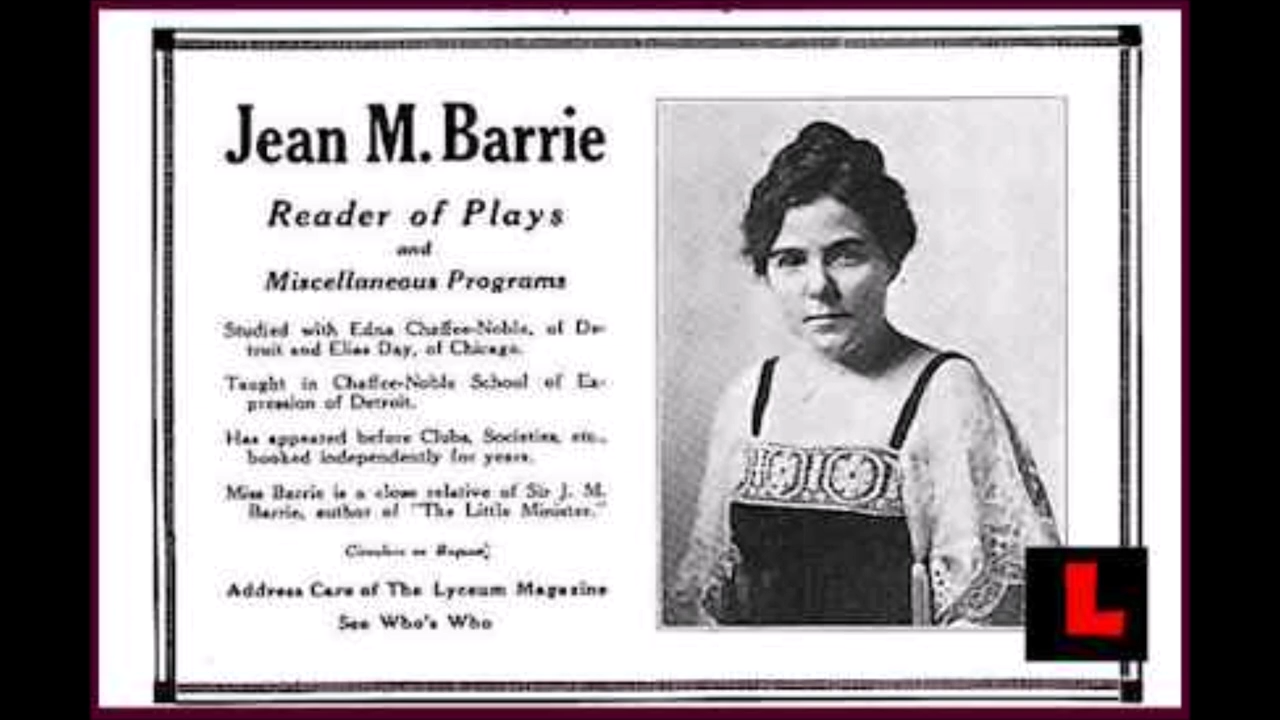 Jean M. Barrie
Reader of Plays
and
Miscellaneous Programs
Studied with Edna Chaffee-Noble, of De-
troit and Elias Day, of Chicago.
Taught in Chaffee-Noble School of Ex-
pression of Detroit.
Has appeared before Clubs, Societies, etc.,
booked independently for years.
Miss Barrie is a close relative of Sir J. M.
Barrie, author of "The Little Minister."
Circulars on Request
Address Care of The Lyceum Magazine
See Who's Who
L